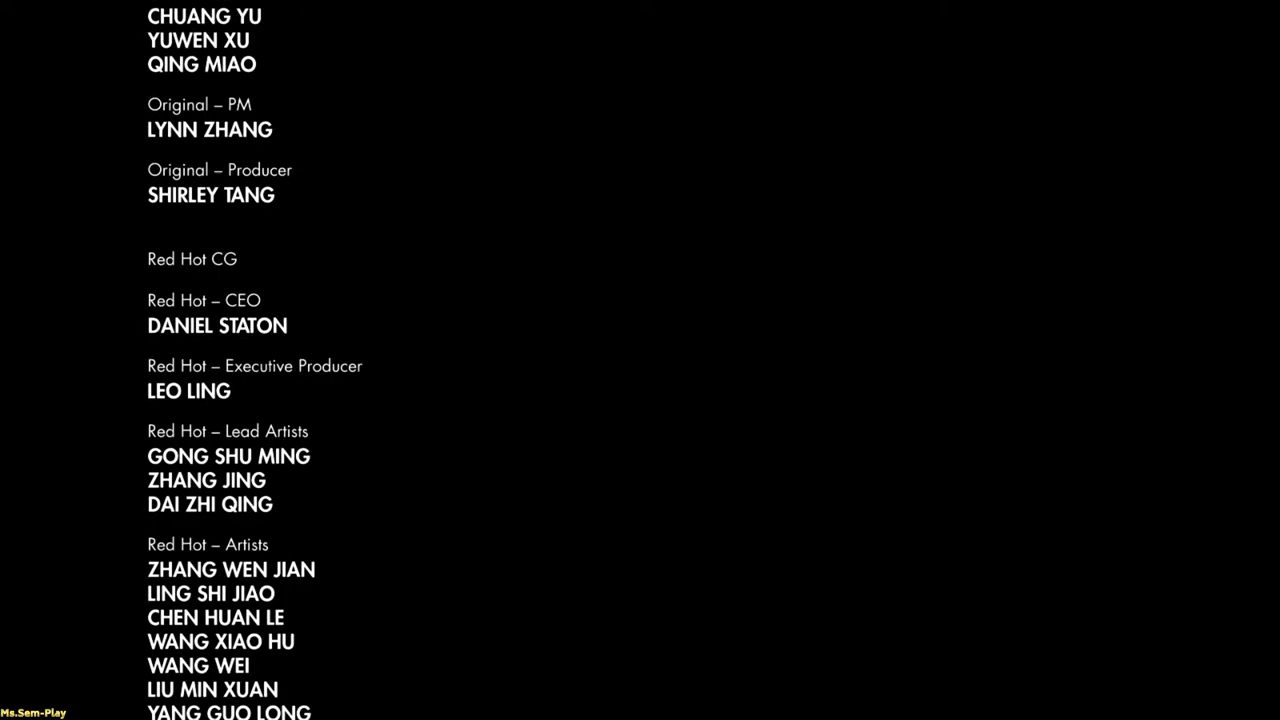 CHUANG YU
YUWEN XU
QING MIAO
Original – PM
LYNN ZHANG
Original – Producer
SHIRLEY TANG
Red Hot CG
Red Hot – CEO
DANIEL STATON
Red Hot – Executive Producer
LEO LING
Red Hot – Lead Artists
GONG SHU MING
ZHANG JING
DAI ZHI QING
Red Hot – Artists
ZHANG WEN JIAN
LING SHI JIAO
CHEN HUAN LE
WANG XIAO HU
WANG WEI
LIU MIN XUAN
YANG GUO LONG
Ms.Sem-Play